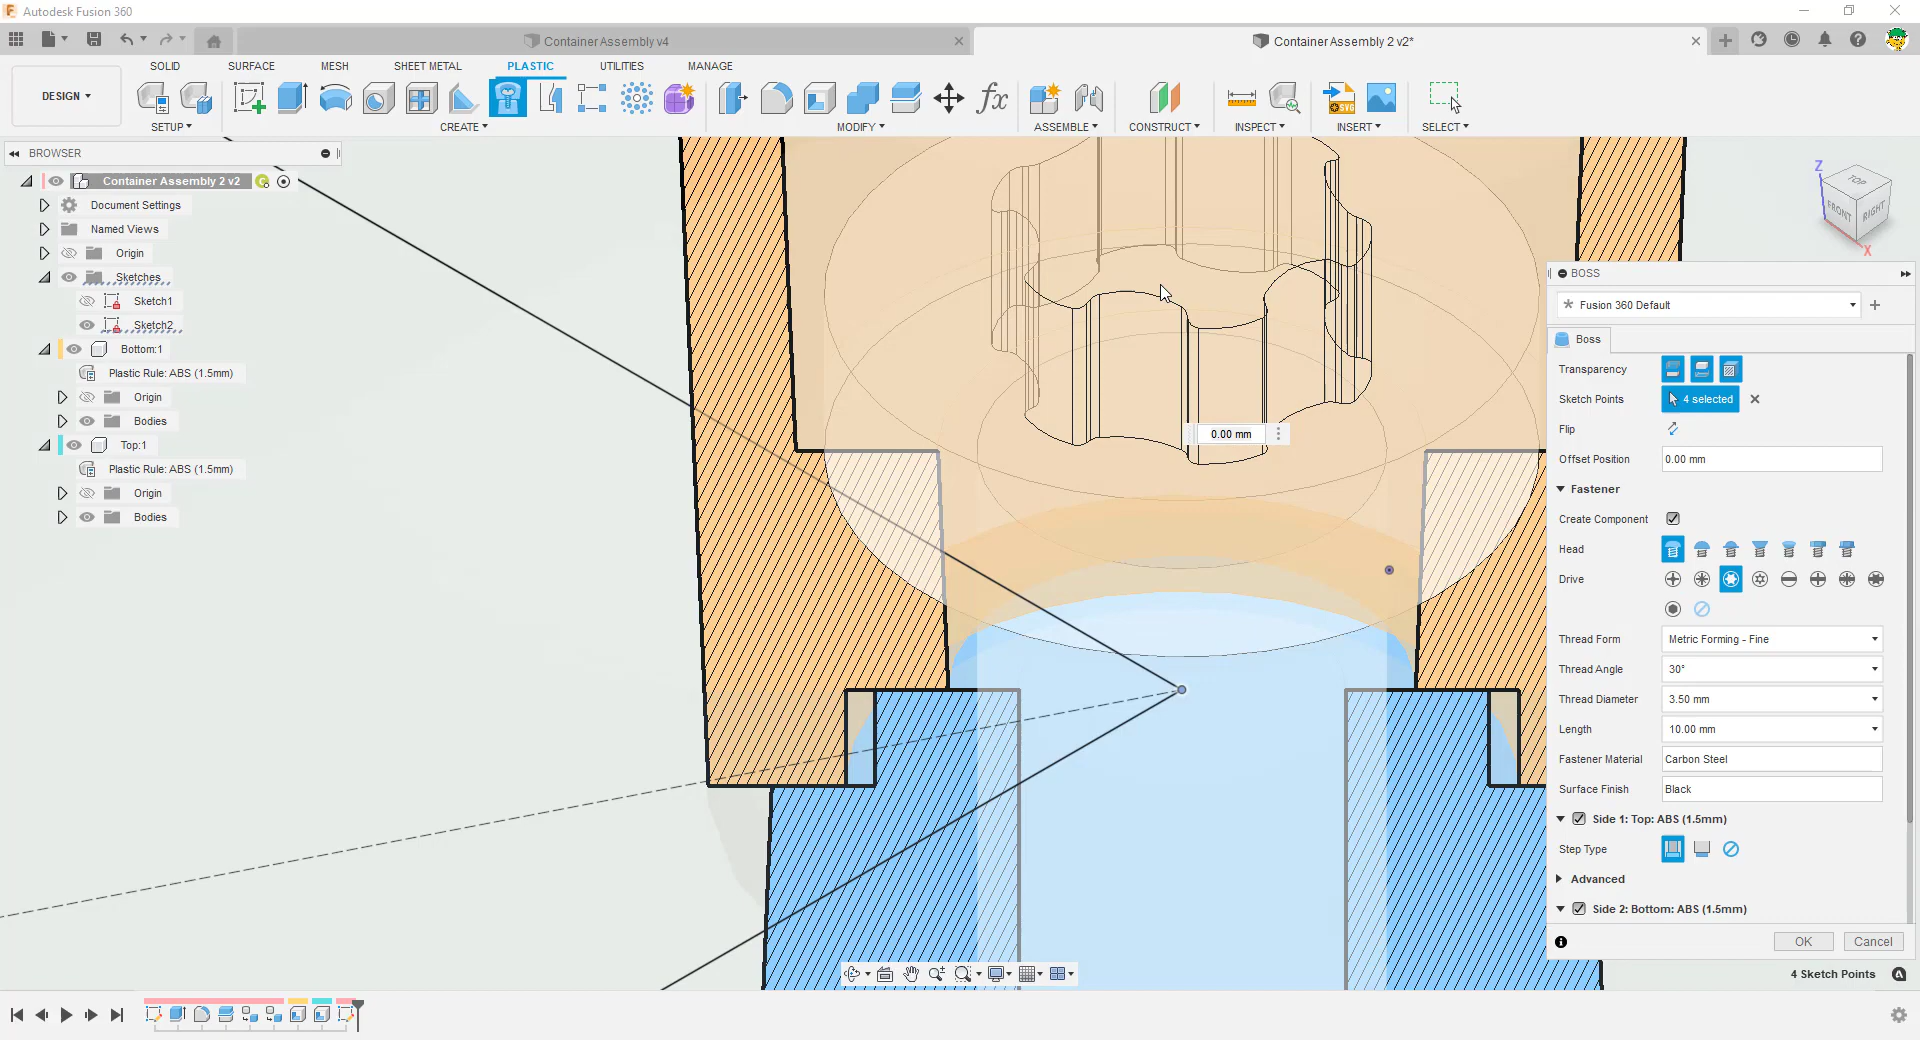 Autodesk Fusion 360
Container Assembly v4
Container Assembly 2 v2*
SOLID SURFACE MESH SHEET METAL PLASTIC UTILITIES MANAGE
DESIGN
SETUP CREATE MODIFY ASSEMBLE CONSTRUCT INSPECT INSERT SELECT
BROWSER
Container Assembly 2 v2
Document Settings
Named Views
Origin
Sketches
Sketch1
Sketch2
Bottom:1
Plastic Rule: ABS (1.5mm)
Origin
Bodies
Top:1
Plastic Rule: ABS (1.5mm)
Origin
Bodies
0.00 mm
Z
TOP
FRONT
RIGHT
X
BOSS
Fusion 360 Default
Boss
Transparency
Sketch Points 4 selected
Flip
Offset Position 0.00 mm
Fastener
Create Component
Head
Drive
Thread Form Metric Forming - Fine
Thread Angle 30°
Thread Diameter 3.50 mm
Length 10.00 mm
Fastener Material Carbon Steel
Surface Finish Black
Side 1: Top: ABS (1.5mm)
Step Type
Advanced
Side 2: Bottom: ABS (1.5mm)
OK Cancel
4 Sketch Points